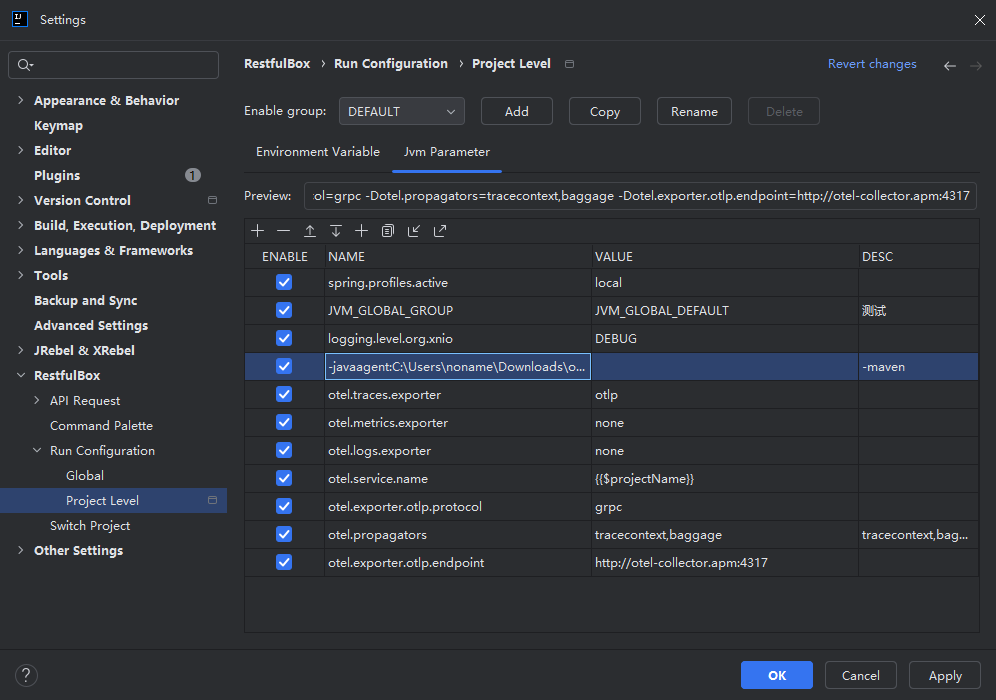 Settings
RestfulBox › Run Configuration › Project Level
Revert changes
Appearance & Behavior
Keymap
Editor
Plugins 1
Version Control
Build, Execution, Deployment
Languages & Frameworks
Tools
Backup and Sync
Advanced Settings
JRebel & XRebel
RestfulBox
API Request
Command Palette
Run Configuration
Global
Project Level
Switch Project
Other Settings
Enable group: DEFAULT Add Copy Rename Delete
Environment Variable Jvm Parameter
Preview: :ol=grpc -Dotel.propagators=tracecontext,baggage -Dotel.exporter.otlp.endpoint=http://otel-collector.apm:4317
ENABLE NAME VALUE DESC
spring.profiles.active local
JVM_GLOBAL_GROUP JVM_GLOBAL_DEFAULT 测试
logging.level.org.xnio DEBUG
-javaagent:C:\Users\noname\Downloads\o... -maven
otel.traces.exporter otlp
otel.metrics.exporter none
otel.logs.exporter none
otel.service.name {{$projectName}}
otel.exporter.otlp.protocol grpc
otel.propagators tracecontext,baggage tracecontext,bag...
otel.exporter.otlp.endpoint http://otel-collector.apm:4317
? OK Cancel Apply